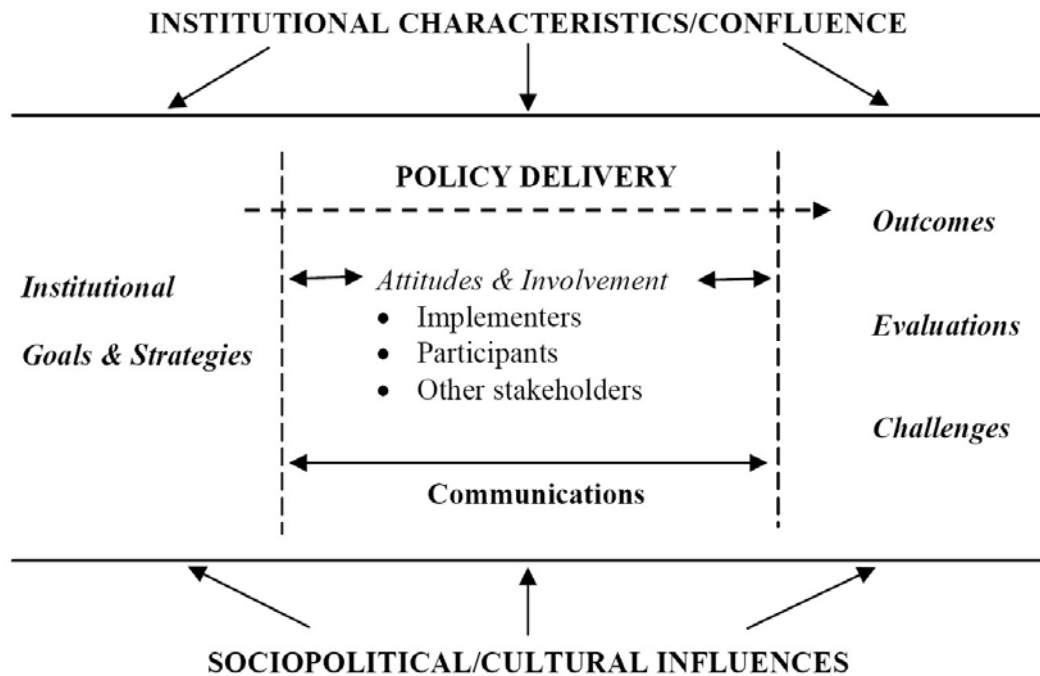 INSTITUTIONAL CHARACTERISTICS/CONFLUENCE
POLICY DELIVERY
Outcomes
Institutional
Goals & Strategies
Attitudes & Involvement
• Implementers
• Participants
• Other stakeholders
Evaluations
Challenges
Communications
SOCIOPOLITICAL/CULTURAL INFLUENCES